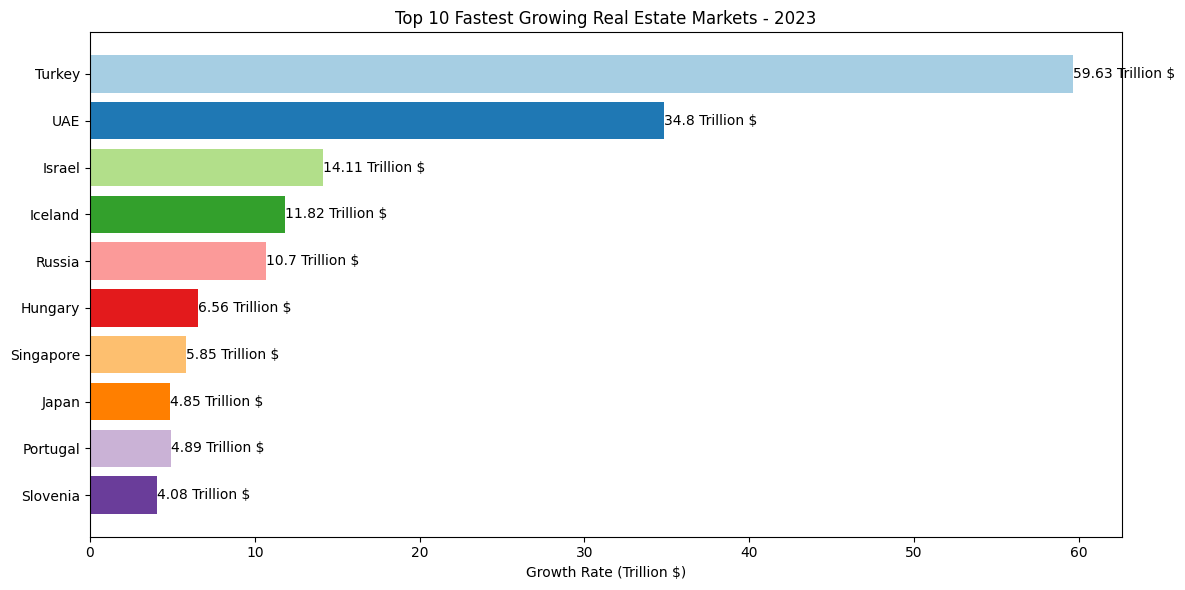 Top 10 Fastest Growing Real Estate Markets - 2023
Turkey 59.63 Trillion $
UAE 34.8 Trillion $
Israel 14.11 Trillion $
Iceland 11.82 Trillion $
Russia 10.7 Trillion $
Hungary 6.56 Trillion $
Singapore 5.85 Trillion $
Japan 4.85 Trillion $
Portugal 4.89 Trillion $
Slovenia 4.08 Trillion $
0 10 20 30 40 50 60
Growth Rate (Trillion $)